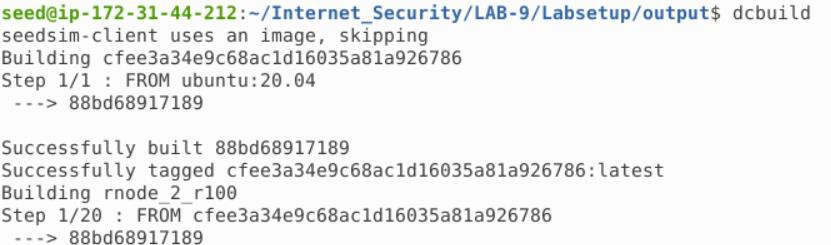 seed@ip-172-31-44-212:~/Internet_Security/LAB-9/Labsetup/output$ dcbuild
seedsim-client uses an image, skipping
Building cfee3a34e9c68ac1d16035a81a926786
Step 1/1 : FROM ubuntu:20.04
 ---> 88bd68917189

Successfully built 88bd68917189
Successfully tagged cfee3a34e9c68ac1d16035a81a926786:latest
Building rnode_2_r100
Step 1/20 : FROM cfee3a34e9c68ac1d16035a81a926786
 ---> 88bd68917189